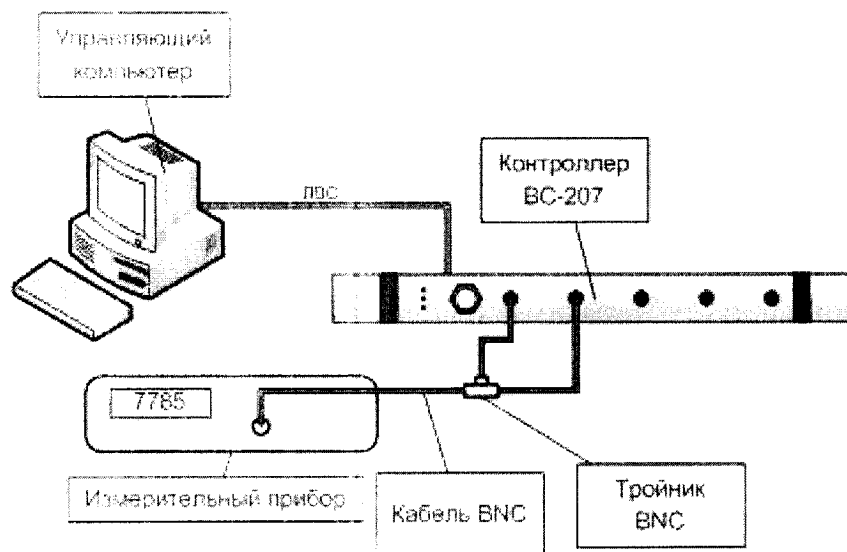 Управляющий
компьютер
ЛВС
Контроллер
ВС-207
7785
Измерительный прибор
Кабель BNC
Тройник
BNC